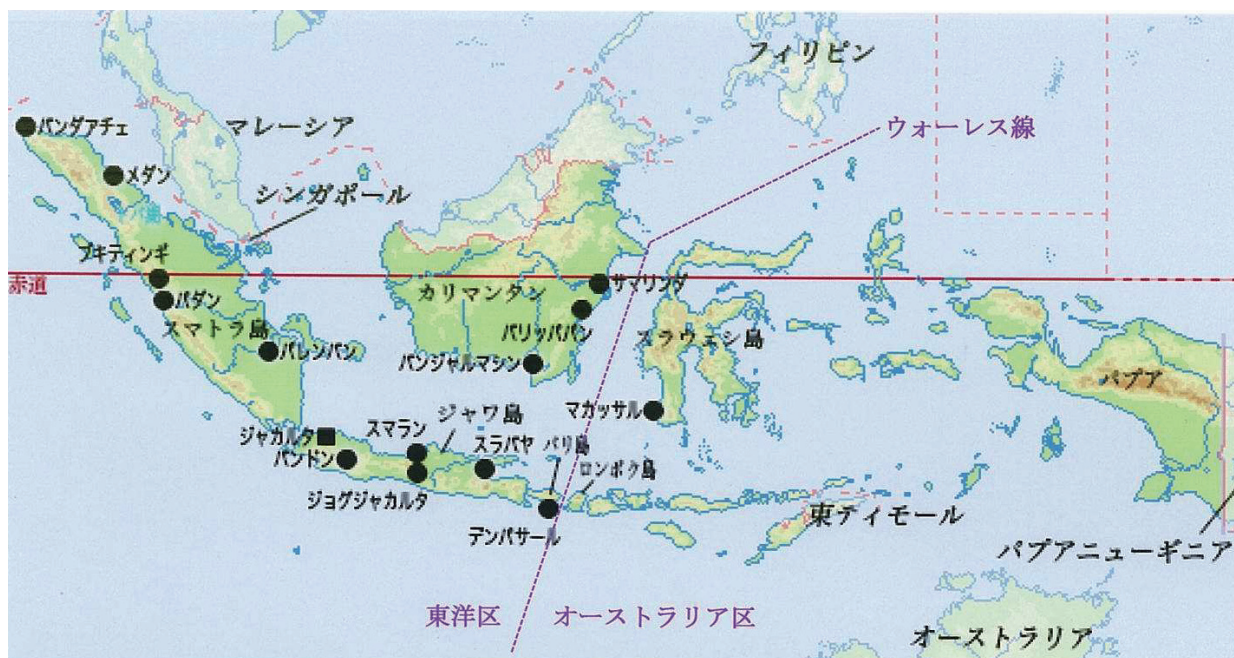 フィリピン
バンダアチェ
マレーシア
ウォーレス線
メダン
シンガポール
ブキティンギ
赤道
カリマンタン
サマリンダ
パダン
バリッパパン
スマトラ島
スラウェシ島
パレンバン
バンジャルマシン
パプア
マカッサル
ジャワ島
ジャカルタ
スマラン
スラバヤ
バリ島
バンドン
ロンボク島
ジョグジャカルタ
東ティモール
デンパサール
パプアニューギニア
東洋区
オーストラリア区
オーストラリア